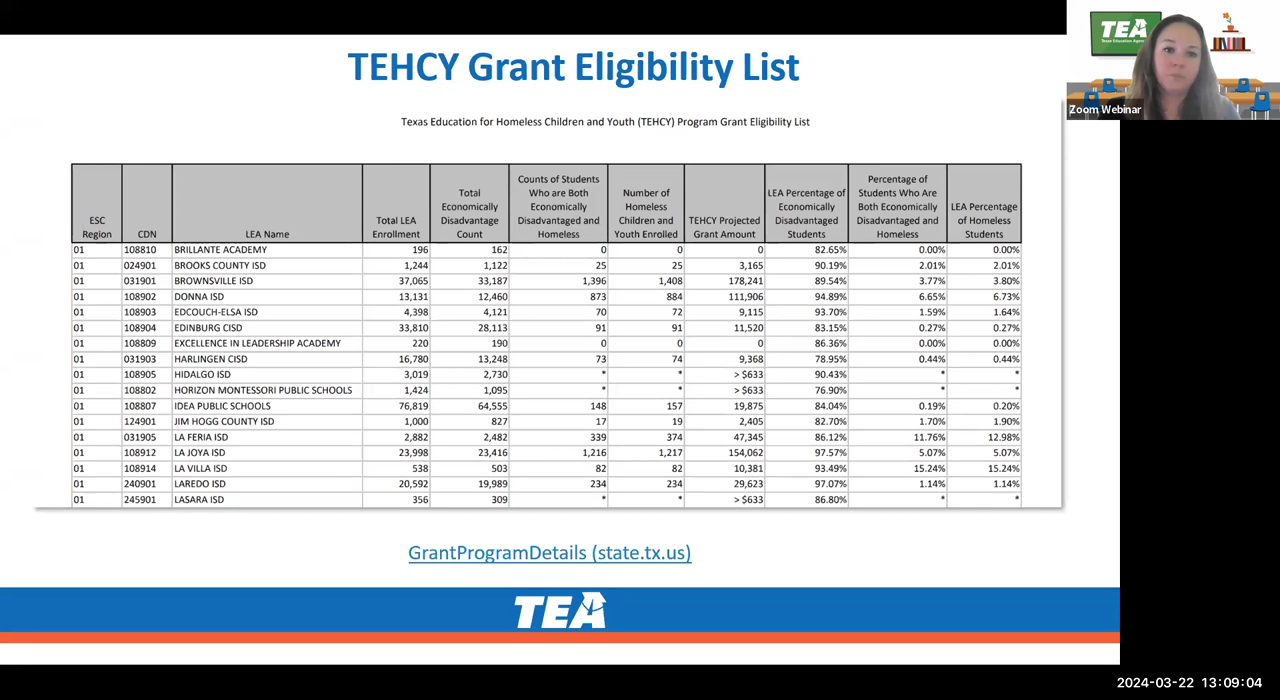 TEHCY Grant Eligibility List
Texas Education for Homeless Children and Youth (TEHCY) Program Grant Eligibility List
ESC Region CDN LEA Name Total LEA Enrollment Total Economically Disadvantage Count Counts of Students Who are Both Economically Disadvantaged and Homeless Number of Homeless Children and Youth Enrolled TEHCY Projected Grant Amount LEA Percentage of Economically Disadvantaged Students Percentage of Students Who Are Both Economically Disadvantaged and Homeless LEA Percentage of Homeless Students
01 108810 BRILLANTE ACADEMY 196 162 0 0 0 82.65% 0.00% 0.00%
01 024901 BROOKS COUNTY ISD 1,244 1,122 25 25 3,165 90.19% 2.01% 2.01%
01 031901 BROWNSVILLE ISD 37,065 33,187 1,396 1,408 178,241 89.54% 3.77% 3.80%
01 108902 DONNA ISD 13,131 12,460 873 884 111,906 94.89% 6.65% 6.73%
01 108903 EDCOUCH-ELSA ISD 4,398 4,121 70 72 9,115 93.70% 1.59% 1.64%
01 108904 EDINBURG CISD 33,810 28,113 91 91 11,520 83.15% 0.27% 0.27%
01 108809 EXCELLENCE IN LEADERSHIP ACADEMY 220 190 0 0 0 86.36% 0.00% 0.00%
01 031903 HARLINGEN CISD 16,780 13,248 73 74 9,368 78.95% 0.44% 0.44%
01 108905 HIDALGO ISD 3,019 2,730 * * > $633 90.43% * *
01 108802 HORIZON MONTESSORI PUBLIC SCHOOLS 1,424 1,095 * * > $633 76.90% * *
01 108807 IDEA PUBLIC SCHOOLS 76,819 64,555 148 157 19,875 84.04% 0.19% 0.20%
01 124901 JIM HOGG COUNTY ISD 1,000 827 17 19 2,405 82.70% 1.70% 1.90%
01 031905 LA FERIA ISD 2,882 2,482 339 374 47,345 86.12% 11.76% 12.98%
01 108912 LA JOYA ISD 23,998 23,416 1,216 1,217 154,062 97.57% 5.07% 5.07%
01 108914 LA VILLA ISD 538 503 82 82 10,381 93.49% 15.24% 15.24%
01 240901 LAREDO ISD 20,592 19,989 234 234 29,623 97.07% 1.14% 1.14%
01 245901 LASARA ISD 356 309 * * > $633 86.80% * *
GrantProgramDetails (state.tx.us)
TEA
TEA
Texas Education Agency
Zoom Webinar
2024-03-22 13:09:04